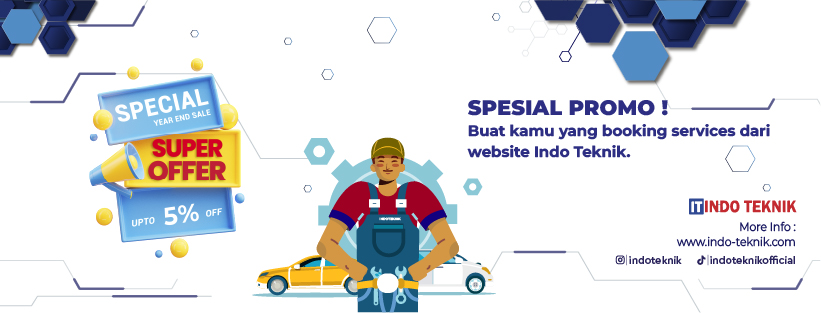 SPECIAL
YEAR END SALE
SUPER
OFFER
UPTO 5% OFF
SPESIAL PROMO !
Buat kamu yang booking services dari
website Indo Teknik.
INDOTEKNIK
IT INDO TEKNIK
More Info :
www.indo-teknik.com
indoteknik indoteknikofficial